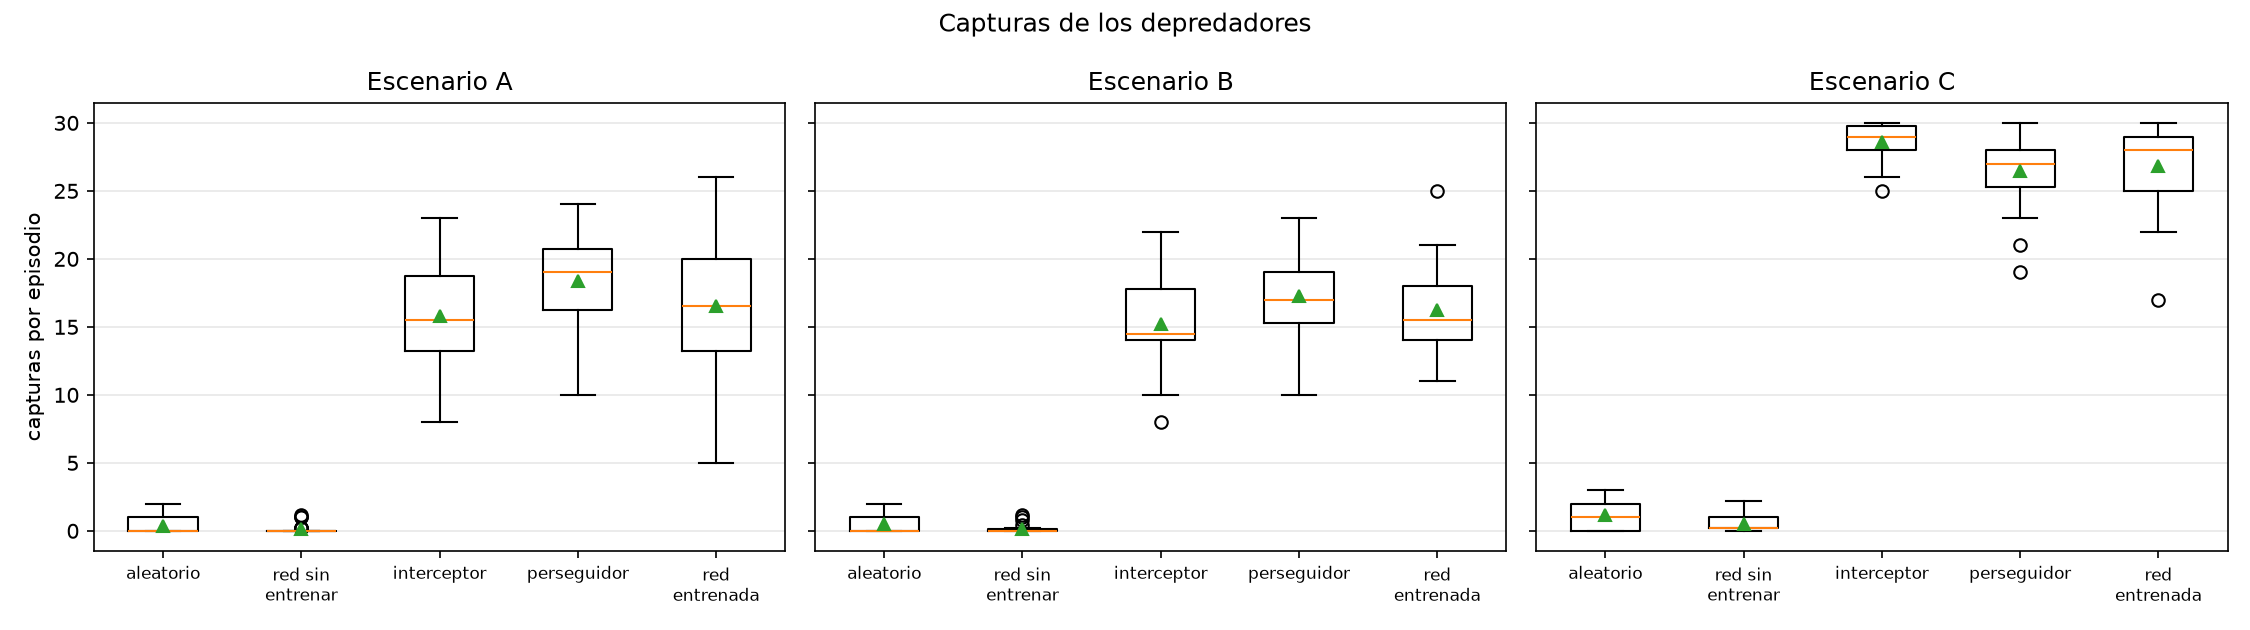 Capturas de los depredadores
Escenario A
Escenario B
Escenario C
capturas por episodio
30
25
20
15
10
5
0
aleatorio
red sin
entrenar
interceptor
perseguidor
red
entrenada
aleatorio
red sin
entrenar
interceptor
perseguidor
red
entrenada
aleatorio
red sin
entrenar
interceptor
perseguidor
red
entrenada